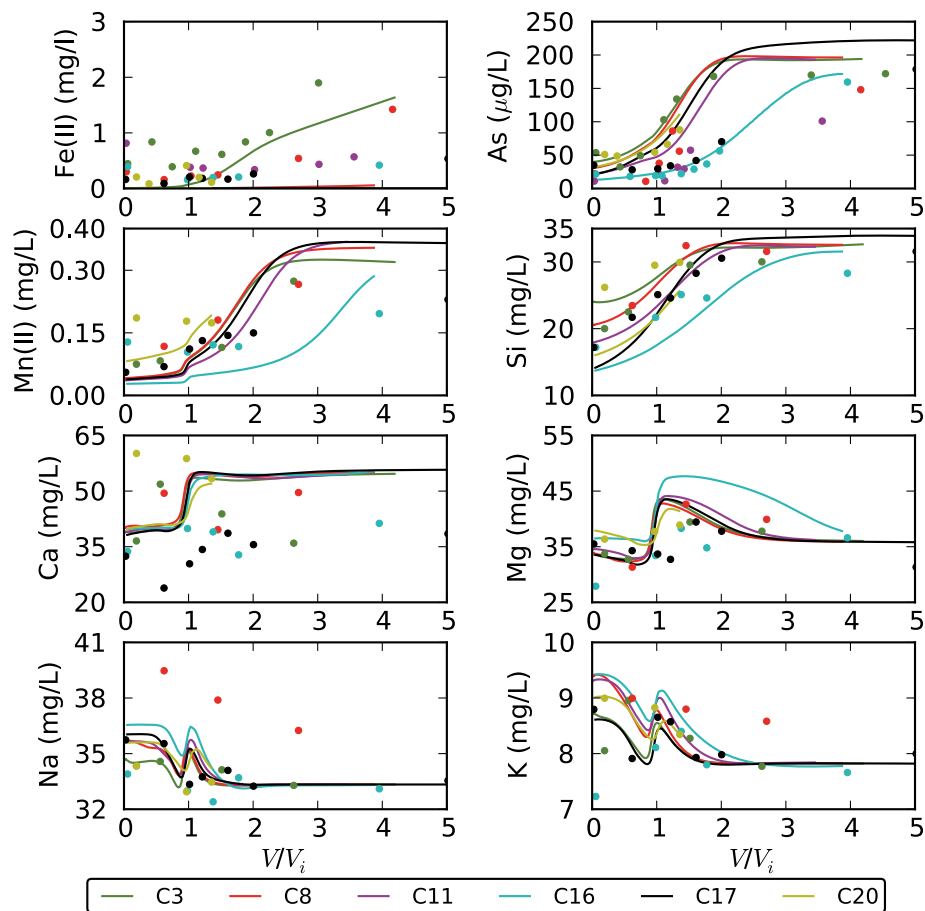 Fe(II) (mg/l)
3
2
1
0
0 1 2 3 4 5
As (μg/L)
250
200
150
100
50
0
0 1 2 3 4 5
Mn(II) (mg/L)
0.40
0.30
0.15
0.00
0 1 2 3 4 5
Si (mg/L)
35
30
20
10
0 1 2 3 4 5
Ca (mg/L)
65
50
35
20
0 1 2 3 4 5
Mg (mg/L)
55
45
35
25
0 1 2 3 4 5
Na (mg/L)
41
38
35
32
0 1 2 3 4 5
V/V_i
K (mg/L)
10
9
8
7
0 1 2 3 4 5
V/V_i
C3 C8 C11 C16 C17 C20